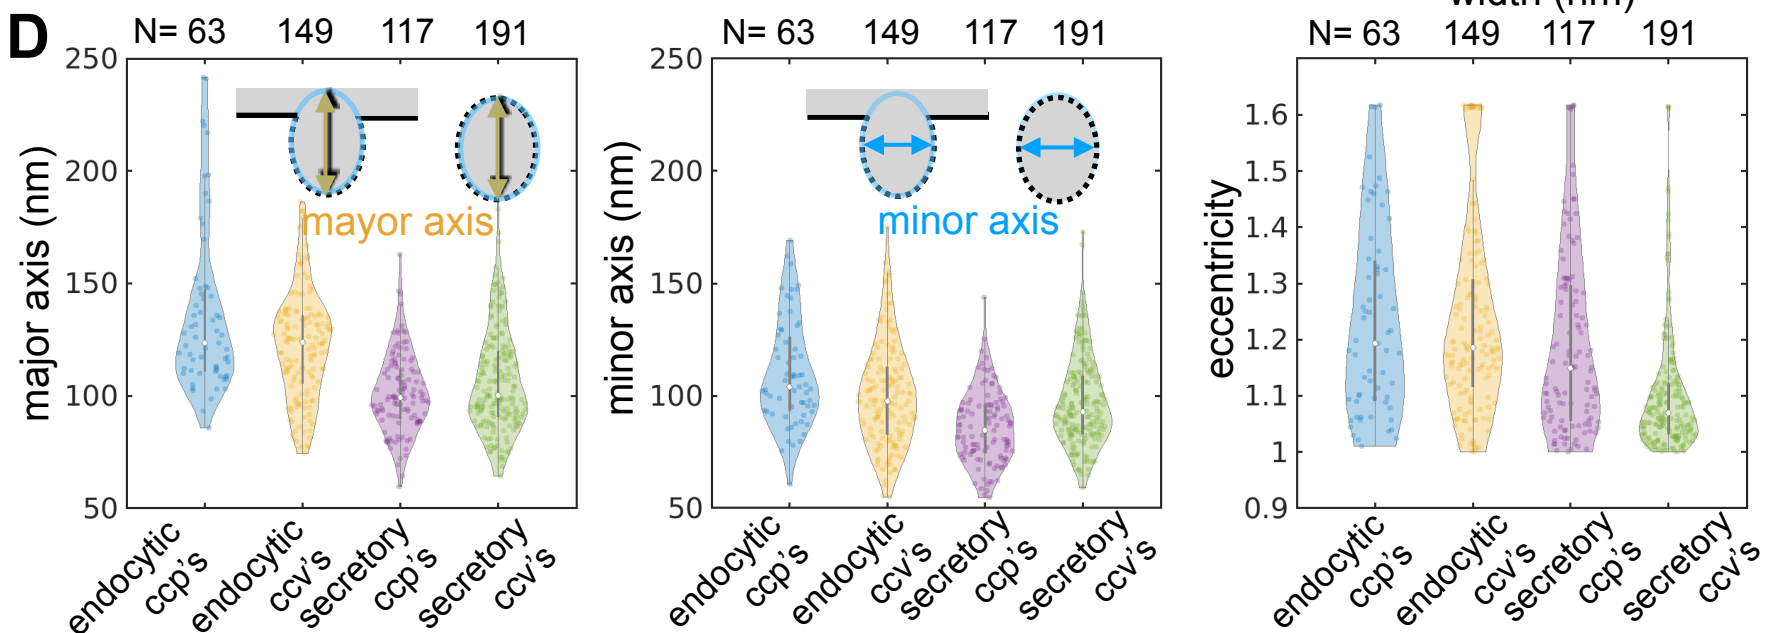 width (nm)
D
N= 63 149 117 191
250
200
150
100
50
major axis (nm)
mayor axis
endocytic ccp's
endocytic ccv's
secretory ccp's
secretory ccv's
N= 63 149 117 191
250
200
150
100
50
minor axis (nm)
minor axis
endocytic ccp's
endocytic ccv's
secretory ccp's
secretory ccv's
N= 63 149 117 191
1.6
1.5
1.4
1.3
1.2
1.1
1
0.9
eccentricity
endocytic ccp's
endocytic ccv's
secretory ccp's
secretory ccv's